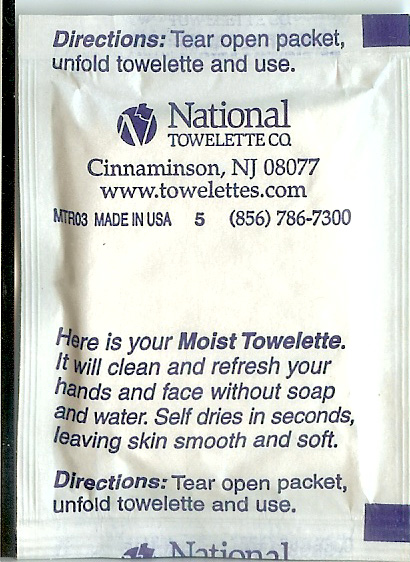 Directions: Tear open packet,
unfold towelette and use.
National
TOWELETTE CO.
Cinnaminson, NJ 08077
www.towelettes.com
MTR03 MADE IN USA 5 (856) 786-7300
Here is your Moist Towelette.
It will clean and refresh your
hands and face without soap
and water. Self dries in seconds,
leaving skin smooth and soft.
Directions: Tear open packet,
unfold towelette and use.
National